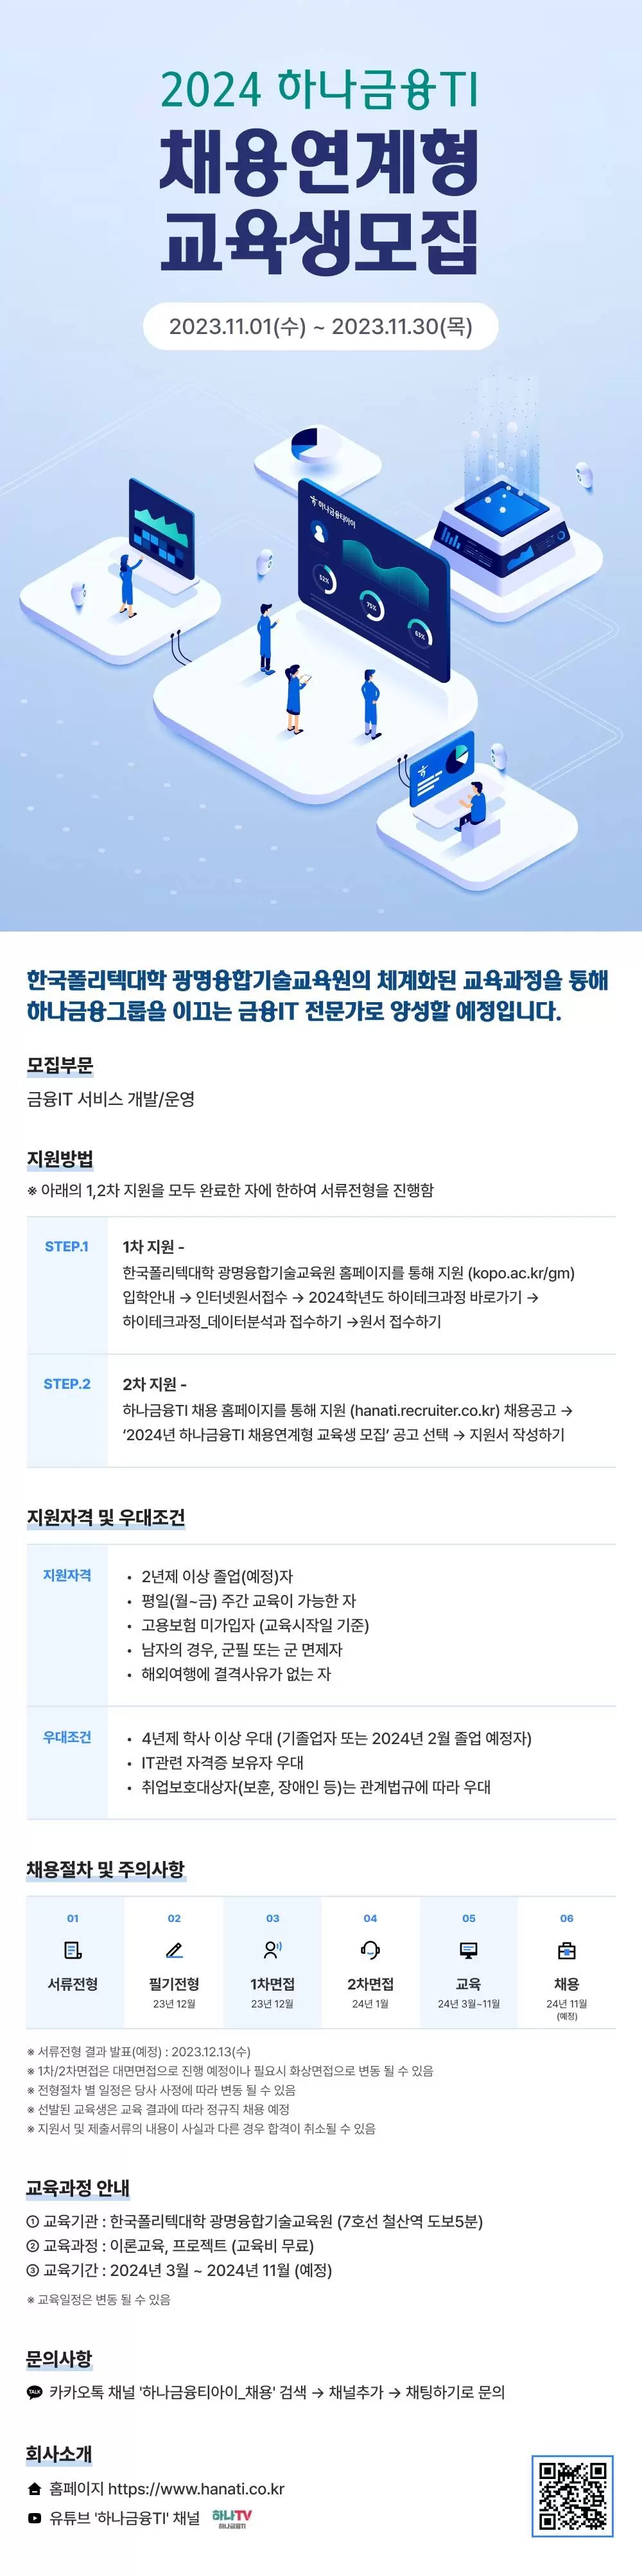 2024 하나금융TI
채용연계형
교육생모집
2023.11.01(수) ~ 2023.11.30(목)
하나금융티아이
52%
75%
63%
한국폴리텍대학 광명융합기술교육원의 체계화된 교육과정을 통해
하나금융그룹을 이끄는 금융IT 전문가로 양성할 예정입니다.
모집부문
금융IT 서비스 개발/운영
지원방법
※ 아래의 1,2차 지원을 모두 완료한 자에 한하여 서류전형을 진행함
STEP.1
1차 지원 -
한국폴리텍대학 광명융합기술교육원 홈페이지를 통해 지원 (kopo.ac.kr/gm)
입학안내 → 인터넷원서접수 → 2024학년도 하이테크과정 바로가기 →
하이테크과정_데이터분석과 접수하기 →원서 접수하기
STEP.2
2차 지원 -
하나금융TI 채용 홈페이지를 통해 지원 (hanati.recruiter.co.kr) 채용공고 →
‘2024년 하나금융TI 채용연계형 교육생 모집’ 공고 선택 → 지원서 작성하기
지원자격 및 우대조건
지원자격
• 2년제 이상 졸업(예정)자
• 평일(월~금) 주간 교육이 가능한 자
• 고용보험 미가입자 (교육시작일 기준)
• 남자의 경우, 군필 또는 군 면제자
• 해외여행에 결격사유가 없는 자
우대조건
• 4년제 학사 이상 우대 (기졸업자 또는 2024년 2월 졸업 예정자)
• IT관련 자격증 보유자 우대
• 취업보호대상자(보훈, 장애인 등)는 관계법규에 따라 우대
채용절차 및 주의사항
01
서류전형
02
필기전형
23년 12월
03
1차면접
23년 12월
04
2차면접
24년 1월
05
교육
24년 3월~11월
06
채용
24년 11월
(예정)
※ 서류전형 결과 발표(예정) : 2023.12.13(수)
※ 1차/2차면접은 대면면접으로 진행 예정이나 필요시 화상면접으로 변동 될 수 있음
※ 전형절차 별 일정은 당사 사정에 따라 변동 될 수 있음
※ 선발된 교육생은 교육 결과에 따라 정규직 채용 예정
※ 지원서 및 제출서류의 내용이 사실과 다른 경우 합격이 취소될 수 있음
교육과정 안내
① 교육기관 : 한국폴리텍대학 광명융합기술교육원 (7호선 철산역 도보5분)
② 교육과정 : 이론교육, 프로젝트 (교육비 무료)
③ 교육기간 : 2024년 3월 ~ 2024년 11월 (예정)
※ 교육일정은 변동 될 수 있음
문의사항
TALK 카카오톡 채널 '하나금융티아이_채용' 검색 → 채널추가 → 채팅하기로 문의
회사소개
홈페이지 https://www.hanati.co.kr
유튜브 '하나금융TI' 채널 하나TV
하나금융TI